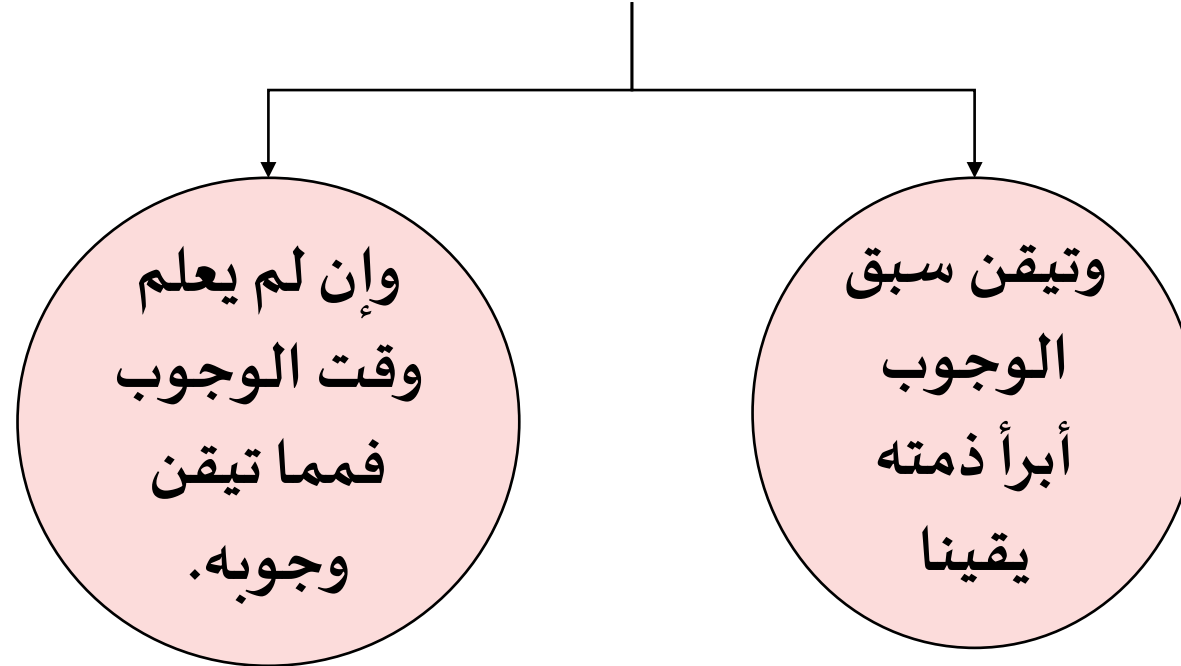 وتيقن سبق
الوجوب
أبرأ ذمته
يقينا
وإن لم يعلم
وقت الوجوب
فمما تيقن
وجوبه.